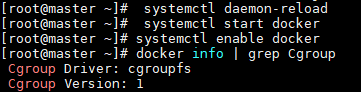 [root@master ~]#  systemctl daemon-reload
[root@master ~]#  systemctl start docker
[root@master ~]# systemctl enable docker
[root@master ~]# docker info | grep Cgroup
 Cgroup Driver: cgroupfs
 Cgroup Version: 1